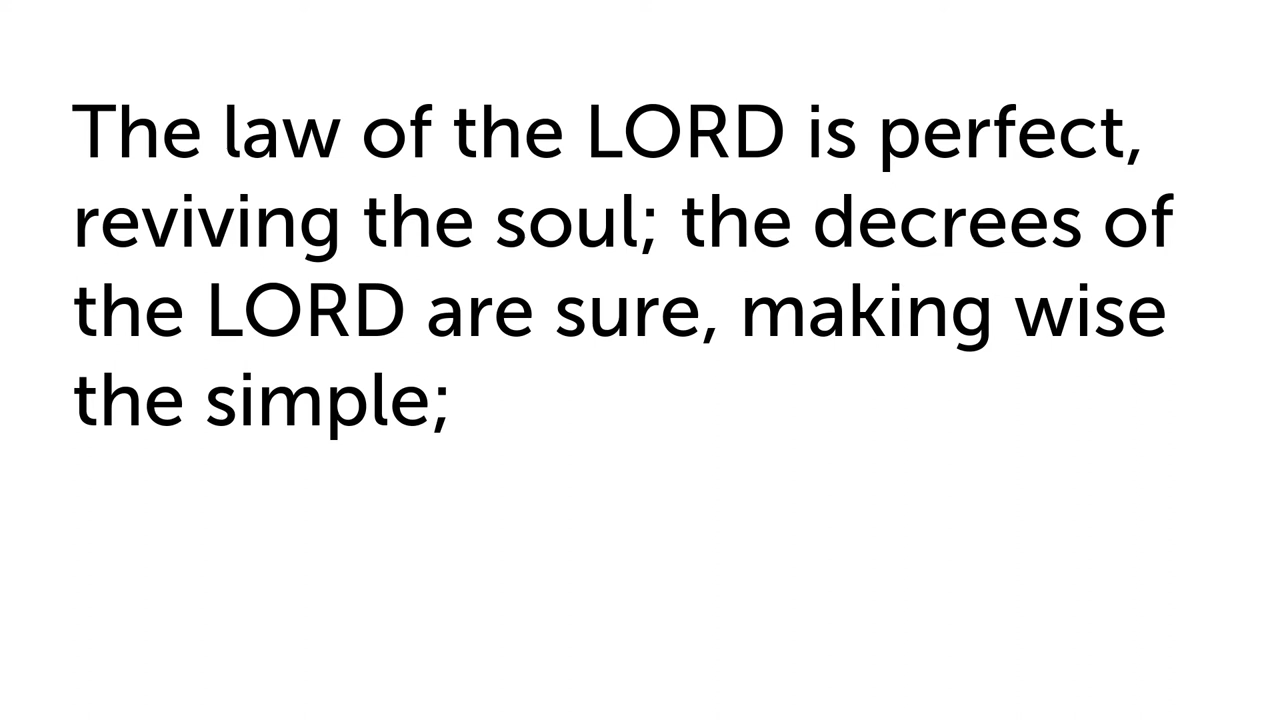 The law of the LORD is perfect,
reviving the soul; the decrees of
the LORD are sure, making wise
the simple;